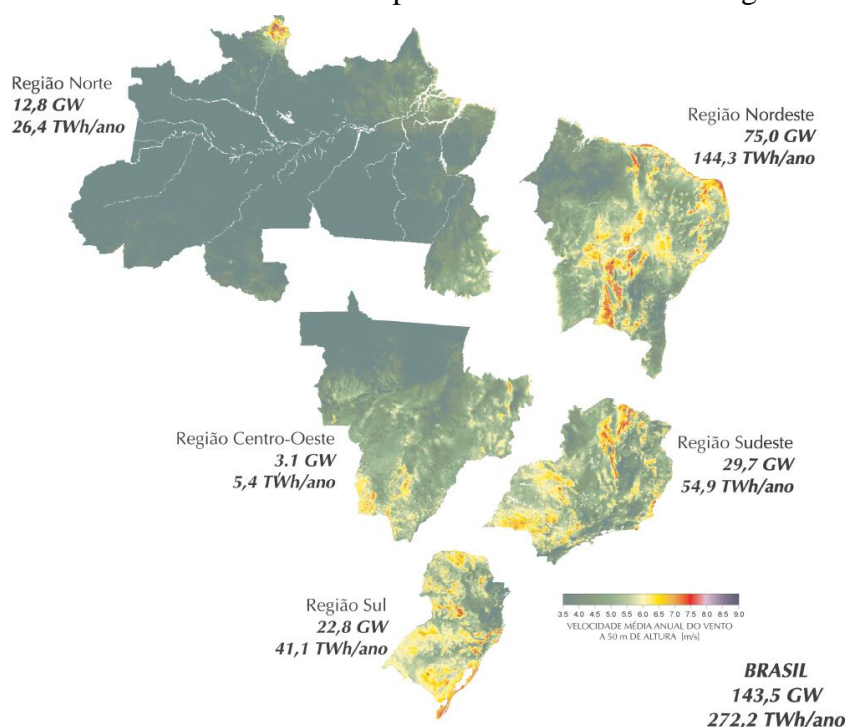 Região Norte
12,8 GW
26,4 TWh/ano
Região Nordeste
75,0 GW
144,3 TWh/ano
Região Centro-Oeste
3.1 GW
5,4 TWh/ano
Região Sudeste
29,7 GW
54,9 TWh/ano
Região Sul
22,8 GW
41,1 TWh/ano
3.5 4.0 4.5 5.0 5.5 6.0 6.5 7.0 7.5 8.0 8.5 9.0
VELOCIDADE MÉDIA ANUAL DO VENTO
A 50 m DE ALTURA [m/s]
BRASIL
143,5 GW
272,2 TWh/ano